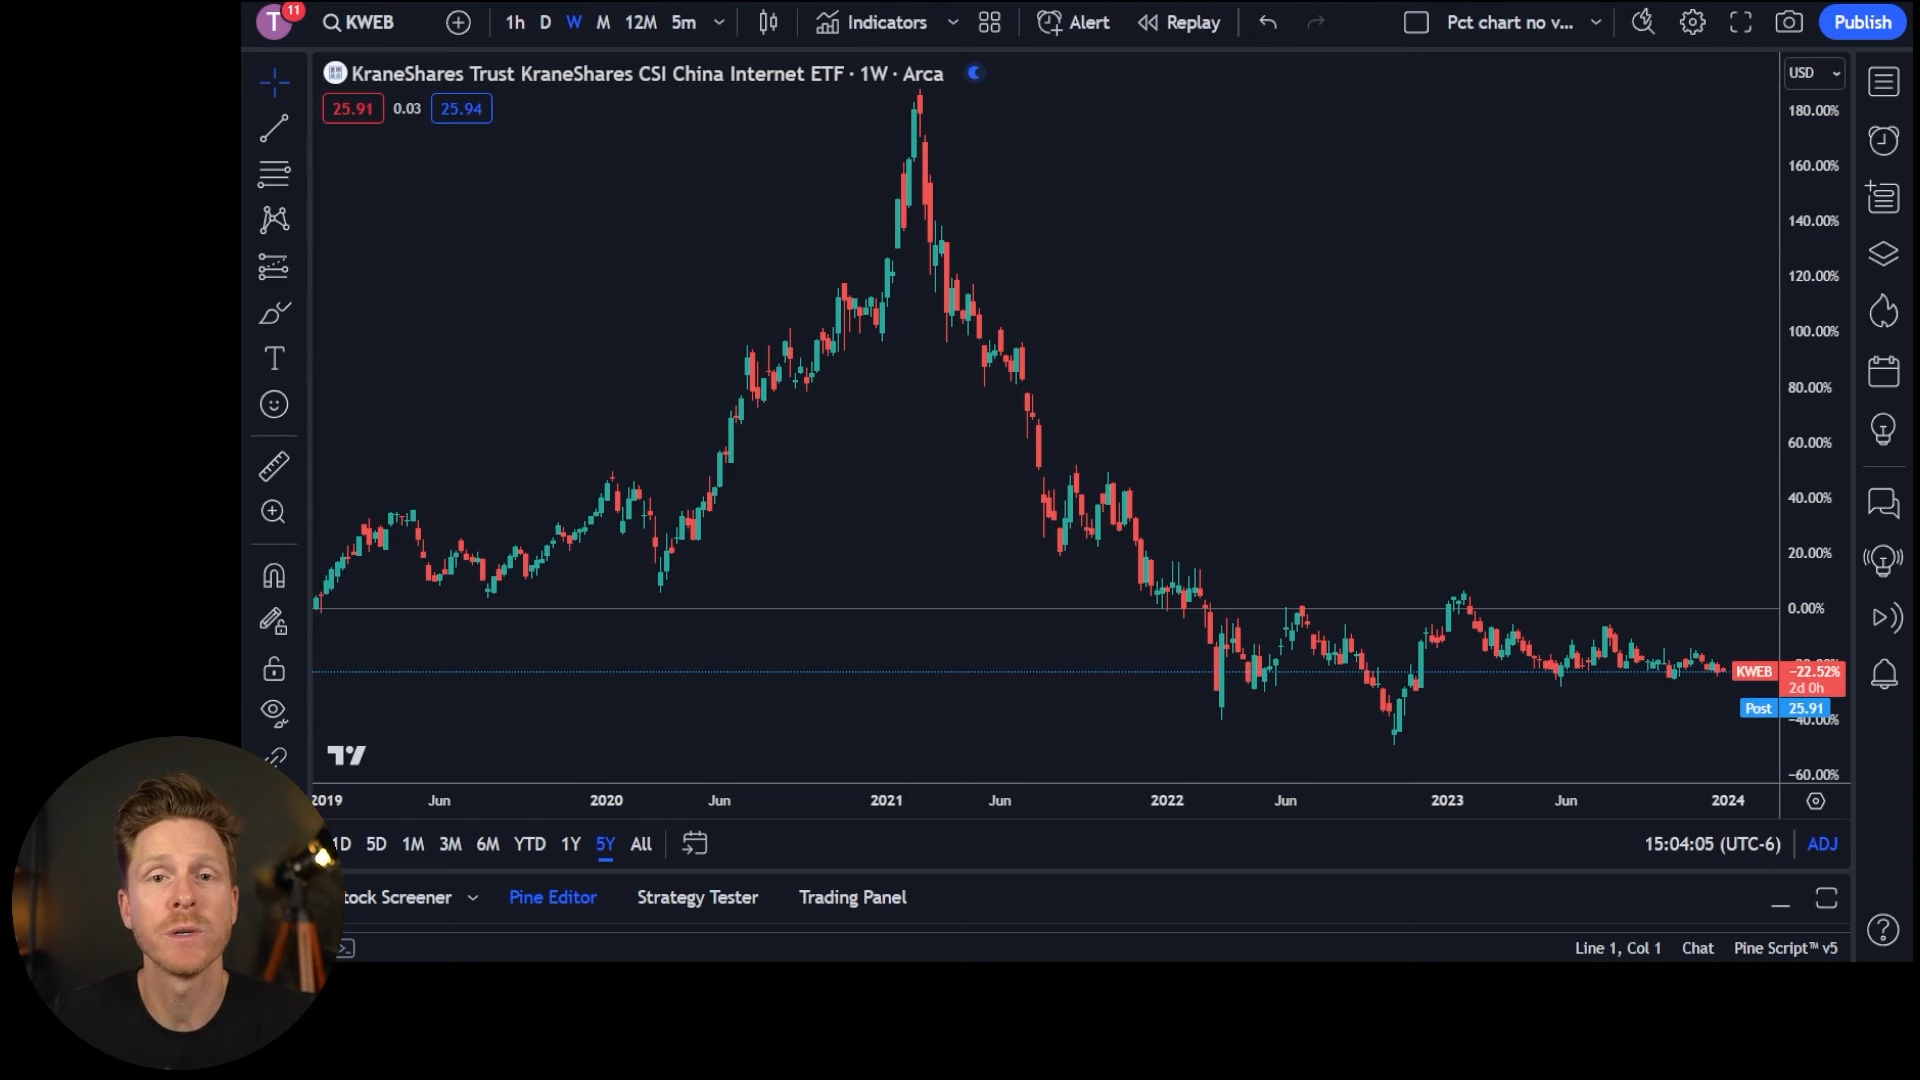 T 11 KWEB 1h D W M 12M 5m Indicators Alert Replay Pct chart no v... Publish
KraneShares Trust KraneShares CSI China Internet ETF · 1W · Arca
USD
25.91 0.03 25.94
180.00%
160.00%
140.00%
120.00%
100.00%
80.00%
60.00%
40.00%
20.00%
0.00%
KWEB −22.52%
2d 0h
Post 25.91
−40.00%
−60.00%
2019 Jun 2020 Jun 2021 Jun 2022 Jun 2023 Jun 2024
1D 5D 1M 3M 6M YTD 1Y 5Y All 15:04:05 (UTC-6) ADJ
tock Screener Pine Editor Strategy Tester Trading Panel
Line 1, Col 1 Chat Pine Script™ v5